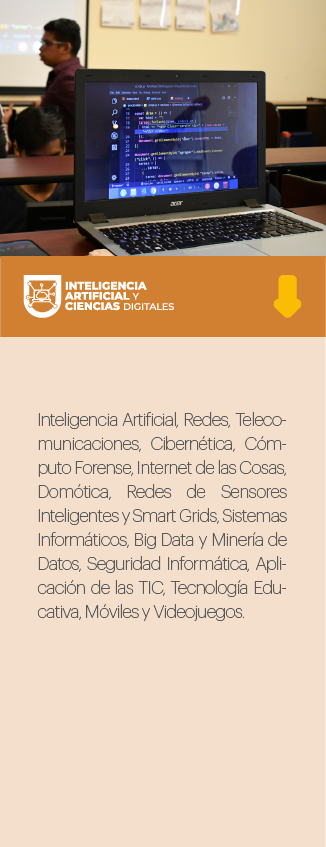 acer
INTELIGENCIA
ARTIFICIAL Y
CIENCIAS DIGITALES
Inteligencia Artificial, Redes, Teleco-
municaciones, Cibernética, Cóm-
puto Forense, Internet de las Cosas,
Domótica, Redes de Sensores
Inteligentes y Smart Grids, Sistemas
Informáticos, Big Data y Minería de
Datos, Seguridad Informática, Apli-
cación de las TIC, Tecnología Edu-
cativa, Móviles y Videojuegos.